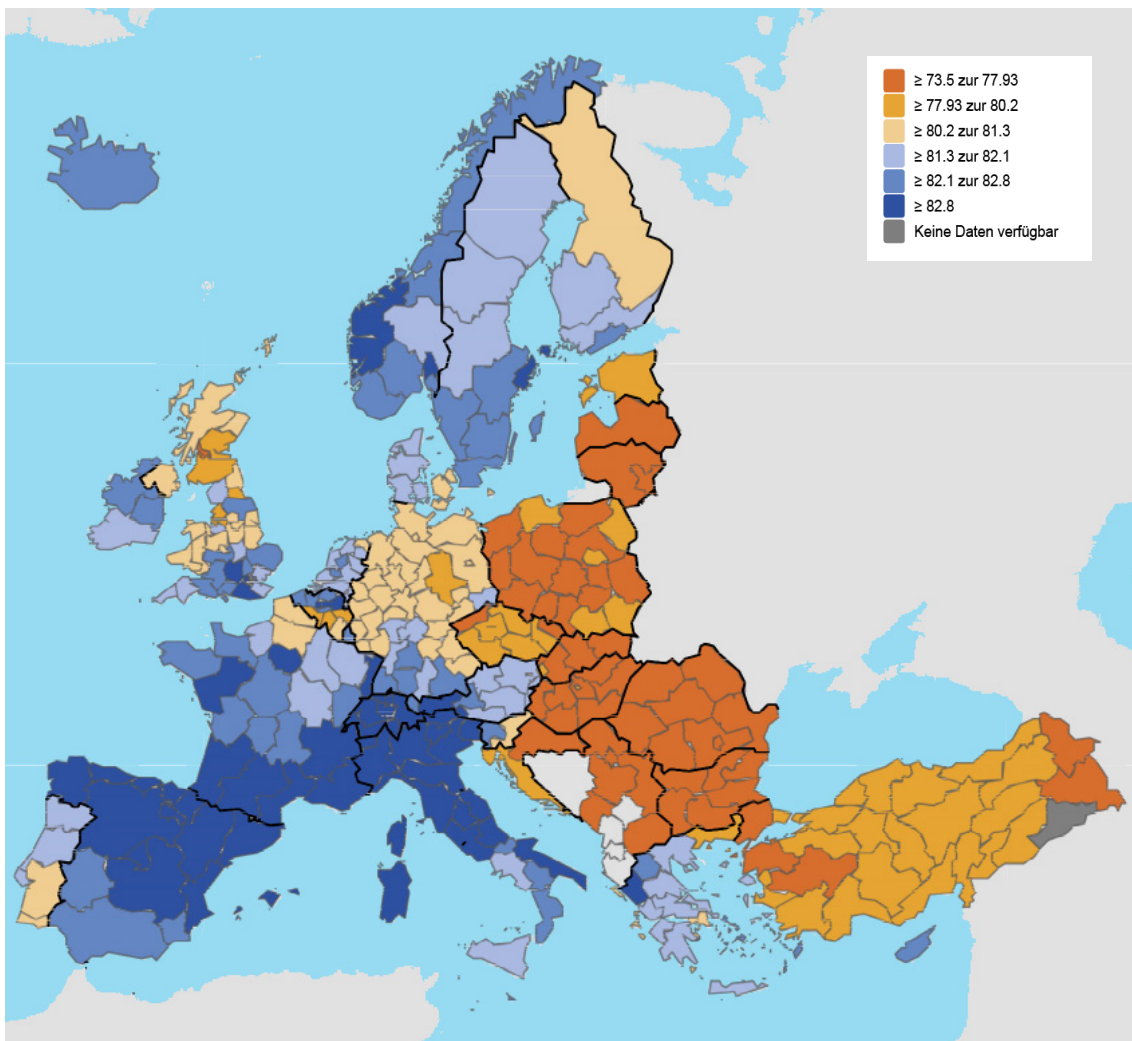 ≥ 73.5 zur 77.93
≥ 77.93 zur 80.2
≥ 80.2 zur 81.3
≥ 81.3 zur 82.1
≥ 82.1 zur 82.8
≥ 82.8
Keine Daten verfügbar